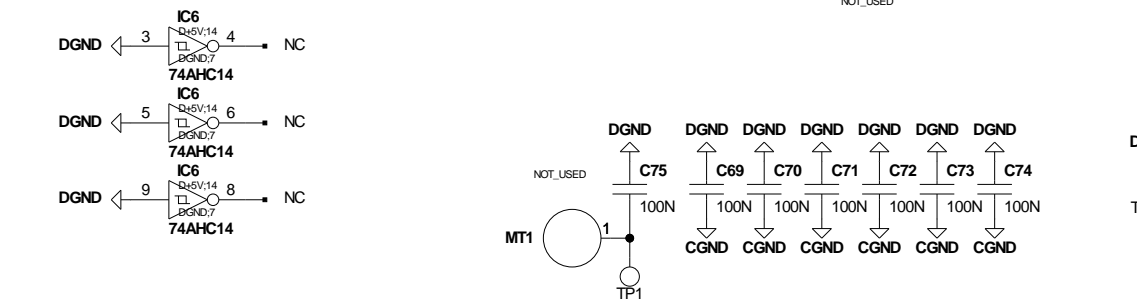 NOT_USED
IC6
D+5V;14
DGND 3 4 NC
DGND;7
74AHC14
IC6
D+5V;14
DGND 5 6 NC
DGND;7
74AHC14
IC6
D+5V;14
DGND 9 8 NC
DGND;7
74AHC14
DGND DGND DGND DGND DGND DGND DGND
NOT_USED C75 C69 C70 C71 C72 C73 C74
100N 100N 100N 100N 100N 100N 100N
MT1 1
CGND CGND CGND CGND CGND CGND
TP1